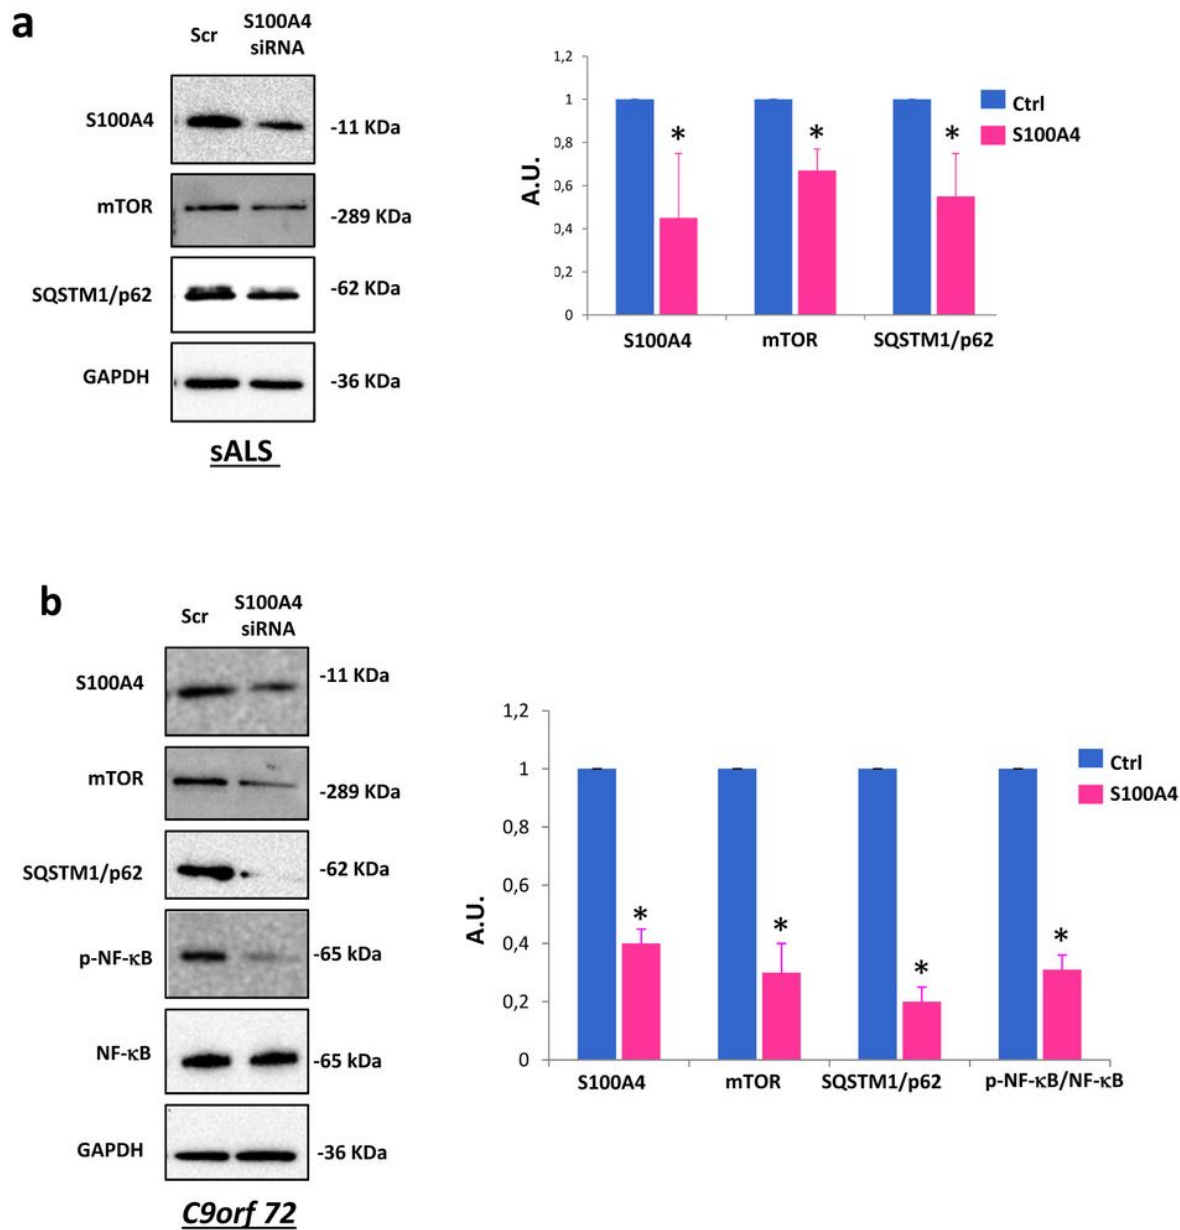 a
Scr
S100A4
siRNA
S100A4
-11 KDa
mTOR
-289 KDa
SQSTM1/p62
-62 KDa
GAPDH
-36 KDa
sALS
1,2
1
0,8
0,6
0,4
0,2
0
A.U.
*
*
*
Ctrl
S100A4
S100A4
mTOR
SQSTM1/p62
b
Scr
S100A4
siRNA
S100A4
-11 KDa
mTOR
-289 KDa
SQSTM1/p62
-62 KDa
p-NF-κB
-65 kDa
NF-κB
-65 kDa
GAPDH
-36 KDa
C9orf 72
1,2
1
0,8
0,6
0,4
0,2
0
A.U.
*
*
*
*
Ctrl
S100A4
S100A4
mTOR
SQSTM1/p62
p-NF-κB/NF-κB